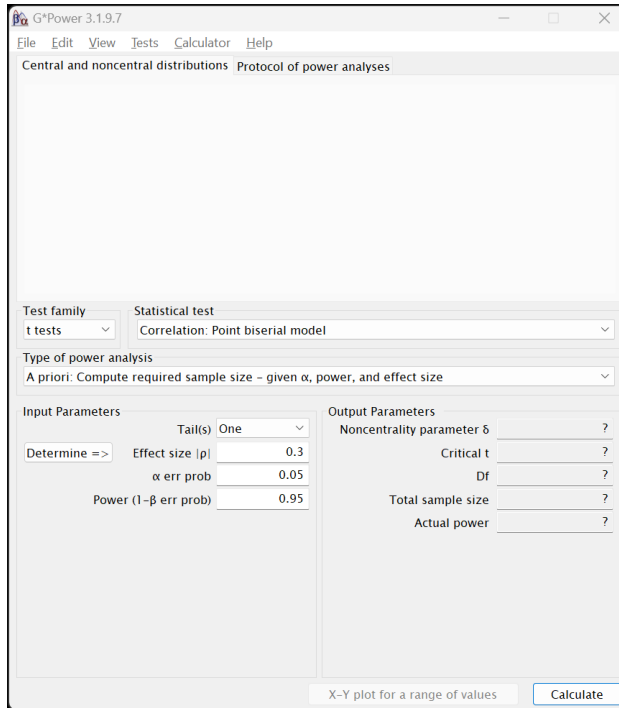 G*Power 3.1.9.7
File Edit View Tests Calculator Help
Central and noncentral distributions Protocol of power analyses
Test family
t tests
Statistical test
Correlation: Point biserial model
Type of power analysis
A priori: Compute required sample size – given α, power, and effect size
Input Parameters
Tail(s) One
Determine => Effect size |ρ| 0.3
α err prob 0.05
Power (1-β err prob) 0.95
Output Parameters
Noncentrality parameter δ ?
Critical t ?
Df ?
Total sample size ?
Actual power ?
X-Y plot for a range of values Calculate